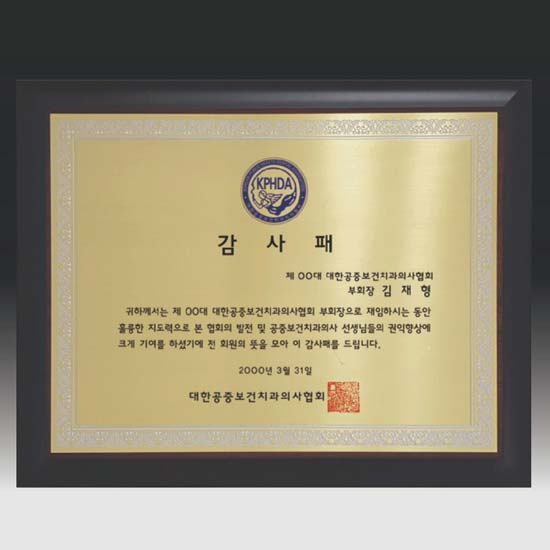 KPHDA
감 사 패
제 OO대 대한공중보건치과의사협회
부회장 김 재 형
귀하께서는 제 OO대 대한공중보건치과의사협회 부회장으로 재임하시는 동안
훌륭한 지도력으로 본 협회의 발전 및 공중보건치과의사 선생님들의 권익향상에
크게 기여를 하셨기에 전 회원의 뜻을 모아 이 감사패를 드립니다.
2000년 3월 31일
대한공중보건치과의사협회